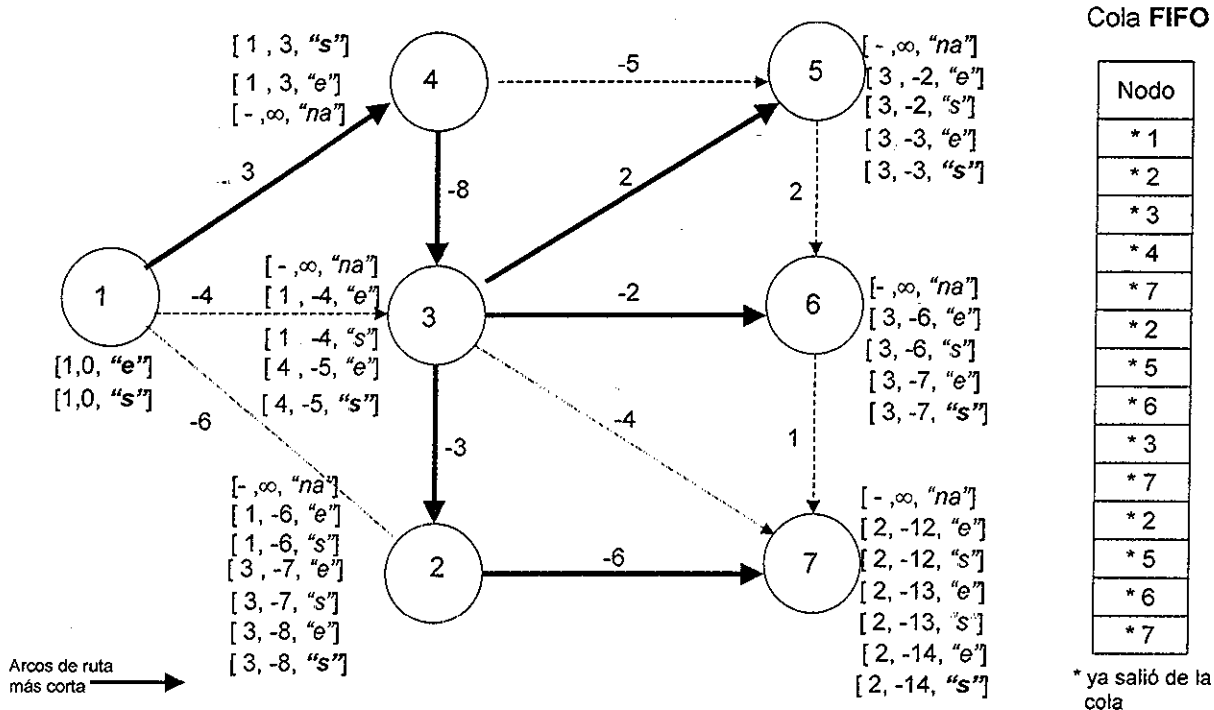 Cola FIFO
Nodo
* 1
* 2
* 3
* 4
* 7
* 2
* 5
* 6
* 3
* 7
* 2
* 5
* 6
* 7
* ya salió de la
cola
[ 1 , 3, "s"]
[ 1, 3, "e"]
[- ,∞, "na"]
4
-5
5
[- ,∞, "na"]
[ 3 , -2, "e"]
[ 3, -2, "s"]
[ 3, -3, "e"]
[ 3, -3, "s"]
3
-8
2
2
1
[1,0, "e"]
[1,0, "s"]
-4
[- ,∞, "na"]
[ 1 , -4, "e"]
[ 1 -4, "s"]
[ 4 , -5, "e"]
[ 4, -5, "s"]
3
-2
6
[- ,∞, "na"]
[ 3, -6, "e"]
[ 3, -6, "s"]
[ 3, -7, "e"]
[ 3, -7, "s"]
-6
-3
-4
1
[- ,∞, "na"]
[ 1, -6, "e"]
[ 1, -6, "s"]
[ 3 , -7, "e"]
[ 3, -7, "s"]
[ 3, -8, "e"]
[ 3, -8, "s"]
2
-6
7
[- ,∞, "na"]
[ 2, -12, "e"]
[ 2, -12, "s"]
[ 2, -13, "e"]
[ 2, -13, "s"]
[ 2, -14, "e"]
[ 2, -14, "s"]
Arcos de ruta
más corta